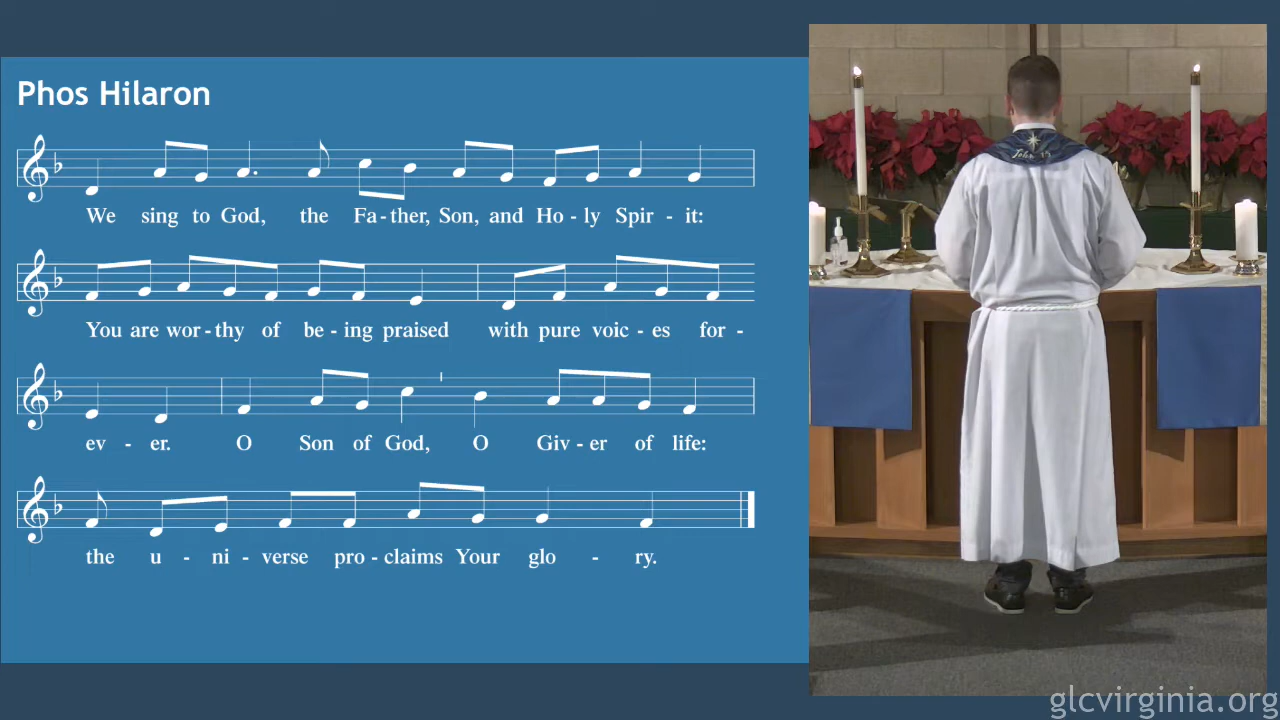 Phos Hilaron
We sing to God, the Fa - ther, Son, and Ho - ly Spir - it:
You are wor - thy of be - ing praised with pure voic - es for -
ev - er. O Son of God, O Giv - er of life:
the u - ni - verse pro - claims Your glo - ry.
glcvirginia.org